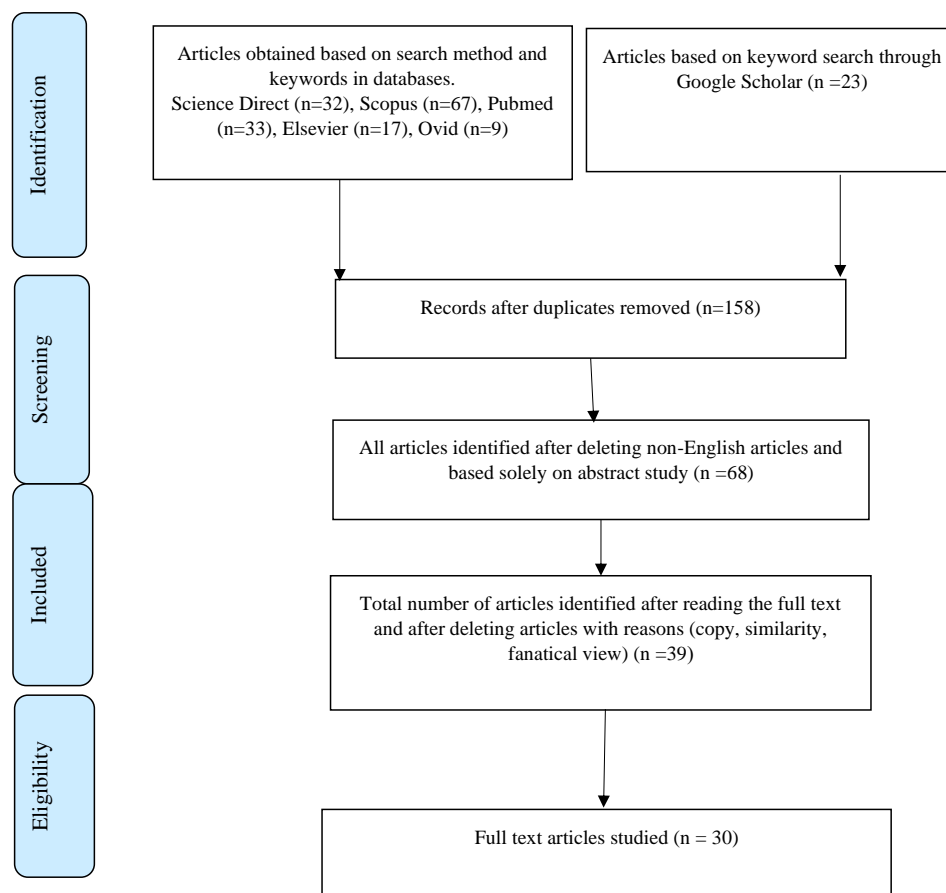 Identification
Articles obtained based on search method and
keywords in databases.
Science Direct (n=32), Scopus (n=67), Pubmed
(n=33), Elsevier (n=17), Ovid (n=9)
Articles based on keyword search through
Google Scholar (n =23)
Screening
Records after duplicates removed (n=158)
All articles identified after deleting non-English articles and
based solely on abstract study (n =68)
Included
Total number of articles identified after reading the full text
and after deleting articles with reasons (copy, similarity,
fanatical view) (n =39)
Eligibility
Full text articles studied (n = 30)